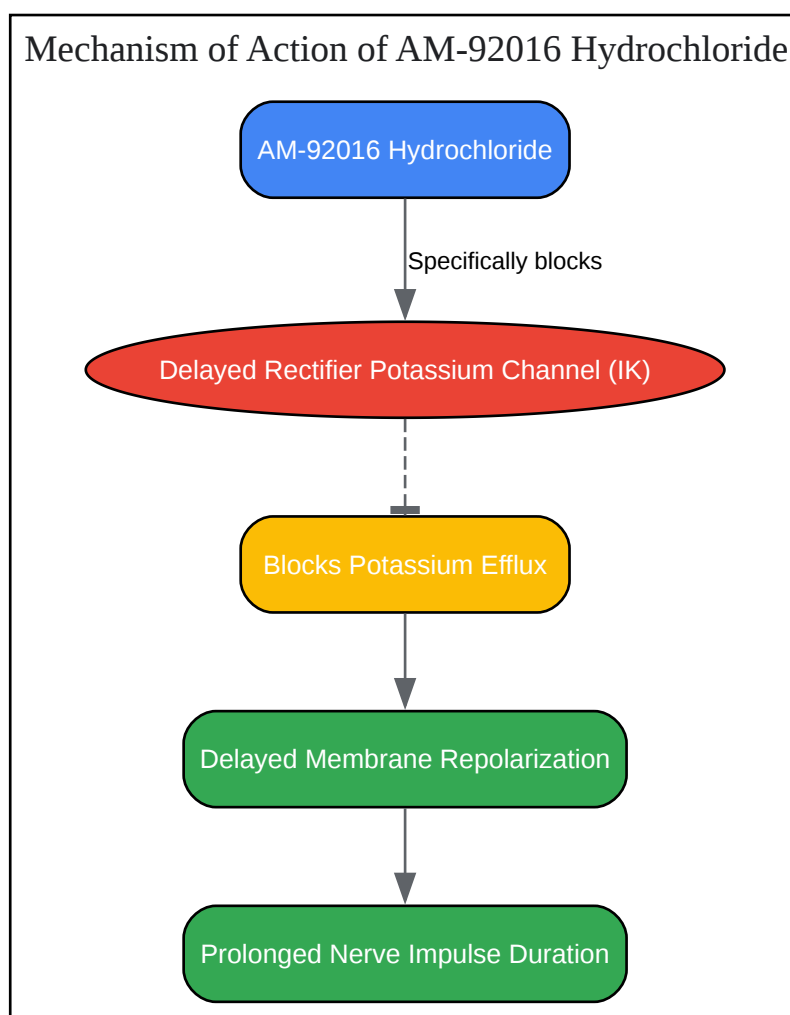 Mechanism of Action of AM-92016 Hydrochloride
AM-92016 Hydrochloride
Specifically blocks
Delayed Rectifier Potassium Channel (IK)
Blocks Potassium Efflux
Delayed Membrane Repolarization
Prolonged Nerve Impulse Duration